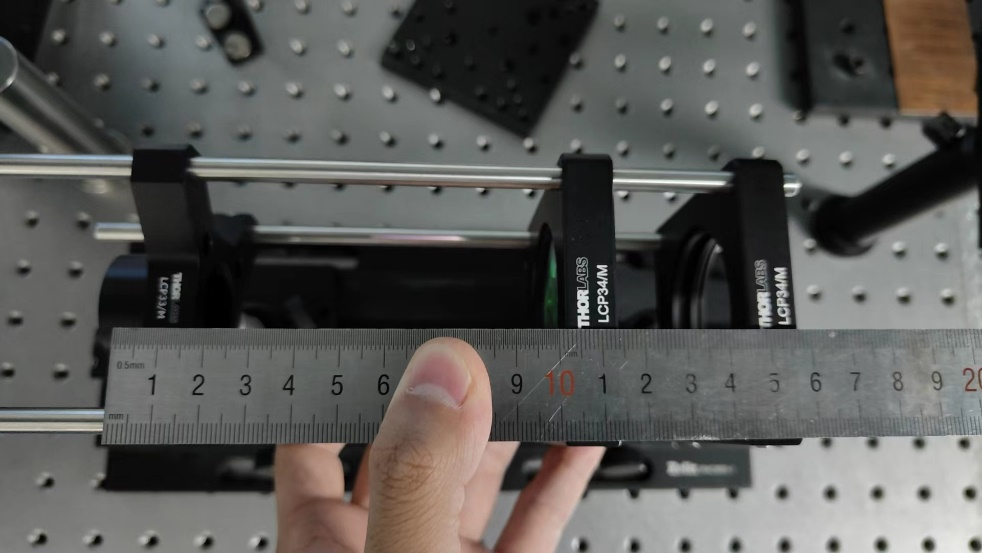 THORLABS
LCP33/M
THORLABS
LCP34/M
THORLABS
LCP34/M
0.5mm
1 2 3 4 5 6 9 10 1 2 3 4 5 6 7 8 9 20
mm